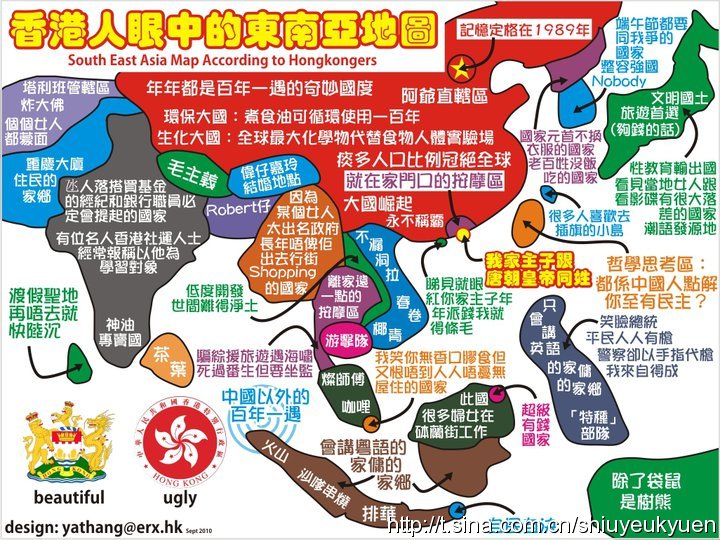 香港人眼中的東南亞地圖
South East Asia Map According to Hongkongers
記憶定格在1989年
端午節都要
同我爭的
國家
整容強國
Nobody
塔利班管轄區
炸大佛
個個女人
都蒙面
年年都是百年一遇的奇妙國度
環保大國：煮食油可循環使用一百年
生化大國：全球最大化學物代替食物人體實驗場
阿爺直轄區
痰多人口比例冠絕全球
就在家門口的按摩區
大國崛起
永不稱霸
國家元首不換
衣服的國家
老百姓沒飯
吃的國家
文明國土
旅遊首選
(夠錢的話)
性教育輸出國
看見當地女人跟
看影碟有很大落
差的國家
潮語發源地
重慶大廈
住民的
家鄉
毛主義
偉仔嘉玲
結婚地點
Robert仔
人落搭買基金
的經紀和銀行職員必
定會提起的國家
有位名人香港社運人士
經常報稱以他為
學習對象
神油
專賣國
因為
某個女人
太出名政府
長年唔俾佢
出去行街
Shopping
的國家
不漏洞拉
春卷
椰青
很多人喜歡去
插旗的小島
我家主子跟
唐朝皇帝同姓
睇見就眼
紅你家主子年
年派錢我就
得條毛
哲學思考區：
都係中國人點解
你至有民主？
渡假聖地
再唔去就
快陸沉
低度開發
世間難得淨土
離家遠
一點的
按摩區
游擊隊
茶葉
騙綜援旅遊遇海嘯
死過番生但要坐監
我笑你無香口膠食但
又恨唔到人人唔憂無
屋住的國家
只會講英語
的家傭
的家鄉
「特種」
部隊
笑臉總統
平民人人有槍
警察卻以手指代槍
我來自得成
中國以外的
百年一遇
燦師傅
咖哩
此國
很多婦女在
砵蘭街工作
超級
有錢
國家
會講粵語的
家傭的
家鄉
火山
沙爹串燒
排華
除了袋鼠
是樹熊
中華人民共和國香港特別行政區
HONG KONG
beautiful
ugly
design: yathang@erx.hk Sept 2010
http://t.sina.com.cn/shiuyeukyuen